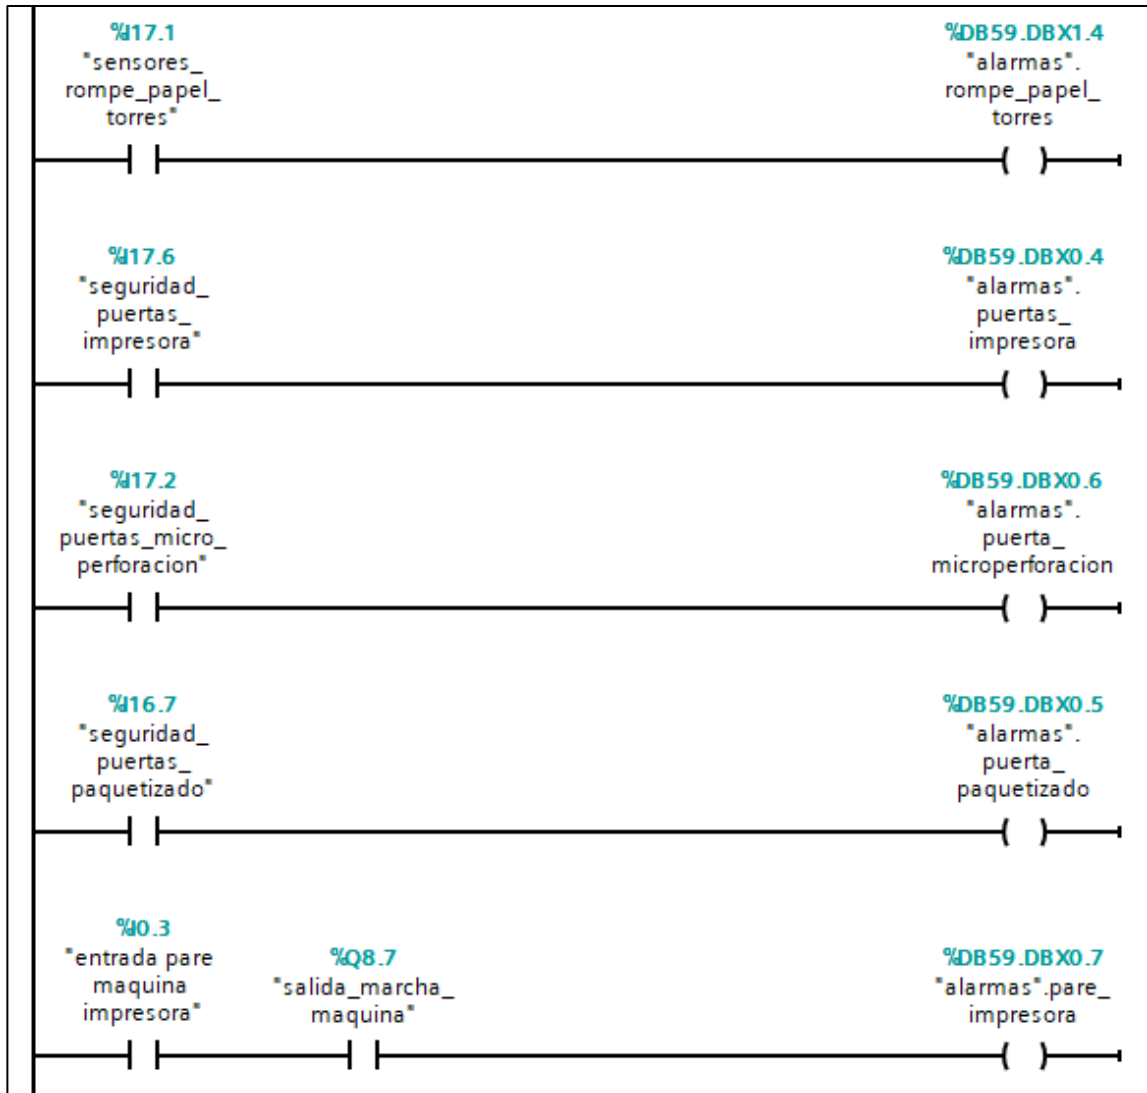 %I17.1
"sensores_
rompe_papel_
torres"
%DB59.DBX1.4
"alarmas".
rompe_papel_
torres
%I17.6
"seguridad_
puertas_
impresora"
%DB59.DBX0.4
"alarmas".
puertas_
impresora
%I17.2
"seguridad_
puertas_micro_
perforacion"
%DB59.DBX0.6
"alarmas".
puerta_
microperforacion
%I16.7
"seguridad_
puertas_
paquetizado"
%DB59.DBX0.5
"alarmas".
puerta_
paquetizado
%I0.3
"entrada pare
maquina
impresora"
%Q8.7
"salida_marcha_
maquina"
%DB59.DBX0.7
"alarmas".pare_
impresora